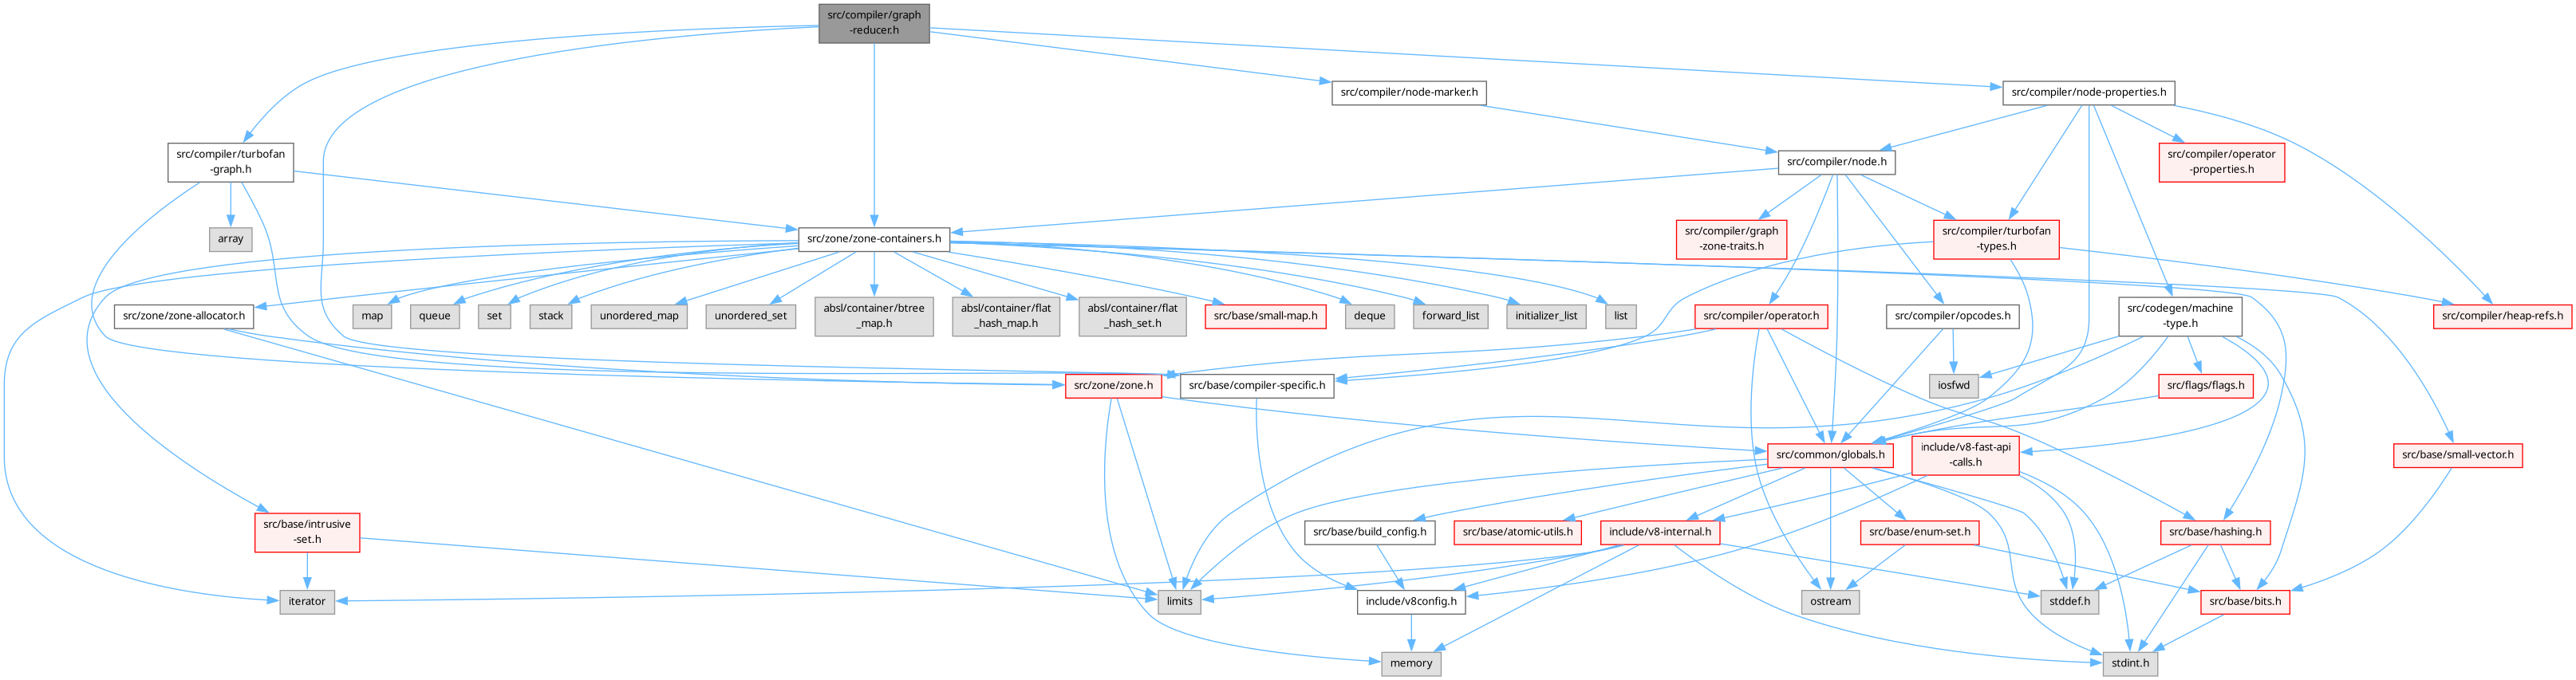 src/compiler/graph
-reducer.h
src/compiler/node-marker.h
src/compiler/node-properties.h
src/compiler/turbofan
-graph.h
src/compiler/node.h
src/compiler/operator
-properties.h
array
src/zone/zone-containers.h
src/compiler/graph
-zone-traits.h
src/compiler/turbofan
-types.h
src/zone/zone-allocator.h
map
queue
set
stack
unordered_map
unordered_set
absl/container/btree
_map.h
absl/container/flat
_hash_map.h
absl/container/flat
_hash_set.h
src/base/small-map.h
deque
forward_list
initializer_list
list
src/compiler/operator.h
src/compiler/opcodes.h
src/codegen/machine
-type.h
src/compiler/heap-refs.h
src/zone/zone.h
src/base/compiler-specific.h
iosfwd
src/flags/flags.h
src/common/globals.h
include/v8-fast-api
-calls.h
src/base/small-vector.h
src/base/intrusive
-set.h
src/base/build_config.h
src/base/atomic-utils.h
include/v8-internal.h
src/base/enum-set.h
src/base/hashing.h
iterator
limits
include/v8config.h
ostream
stddef.h
src/base/bits.h
memory
stdint.h